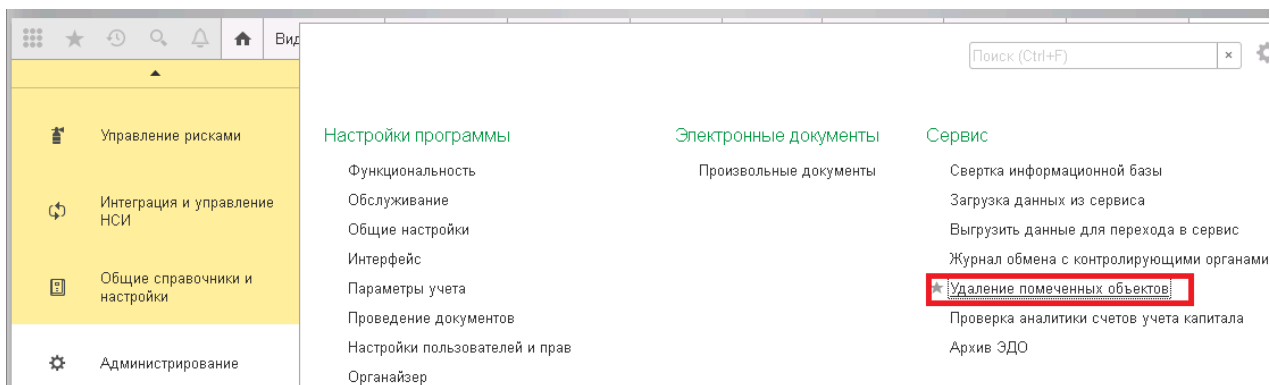 Вид
Поиск (Ctrl+F)
×
Управление рисками
Интеграция и управление
НСИ
Общие справочники и
настройки
Администрирование
Настройки программы
Функциональность
Обслуживание
Общие настройки
Интерфейс
Параметры учета
Проведение документов
Настройки пользователей и прав
Органайзер
Электронные документы
Произвольные документы
Сервис
Свертка информационной базы
Загрузка данных из сервиса
Выгрузить данные для перехода в сервис
Журнал обмена с контролирующими органами
Удаление помеченных объектов
Проверка аналитики счетов учета капитала
Архив ЭДО